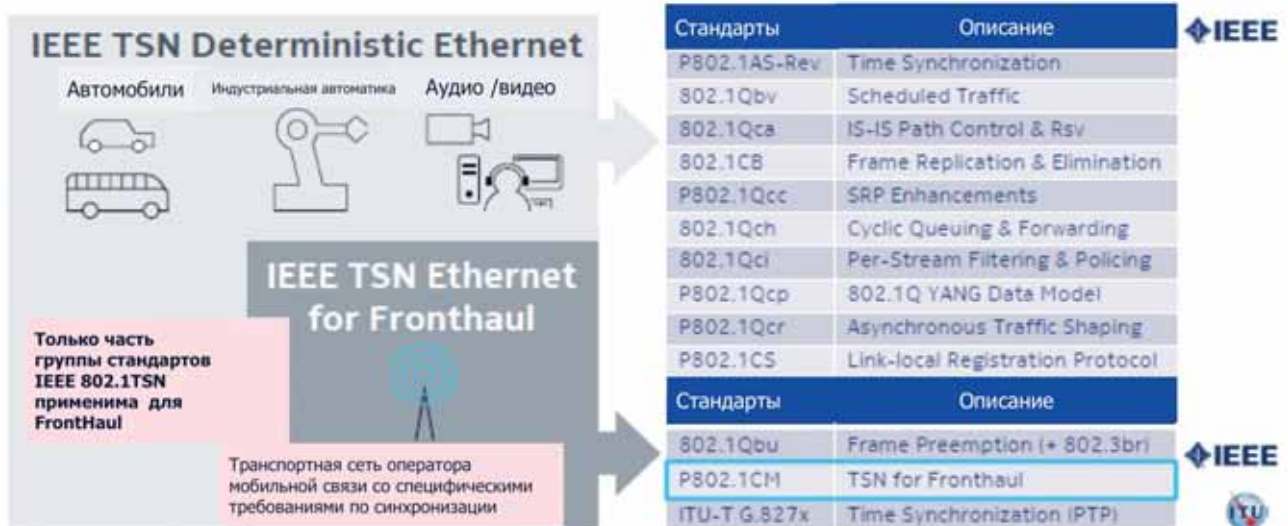 IEEE TSN Deterministic Ethernet
Автомобили
Индустриальная автоматика
Аудио /видео
IEEE TSN Ethernet
for Fronthaul
Только часть
группы стандартов
IEEE 802.1TSN
применима для
FrontHaul
Транспортная сеть оператора
мобильной связи со специфическими
требованиями по синхронизации
Стандарты Описание
P802.1AS-Rev Time Synchronization
802.1Qbv Scheduled Traffic
802.1Qca IS-IS Path Control & Rsv
802.1CB Frame Replication & Elimination
P802.1Qcc SRP Enhancements
802.1Qch Cyclic Queuing & Forwarding
802.1Qci Per-Stream Filtering & Policing
P802.1Qcp 802.1Q YANG Data Model
P802.1Qcr Asynchronous Traffic Shaping
P802.1CS Link-local Registration Protocol
Стандарты Описание
802.1Qbu Frame Preemption (+ 802.3br)
P802.1CM TSN for Fronthaul
ITU-T G.827x Time Synchronization (PTP)
IEEE
IEEE
ITU